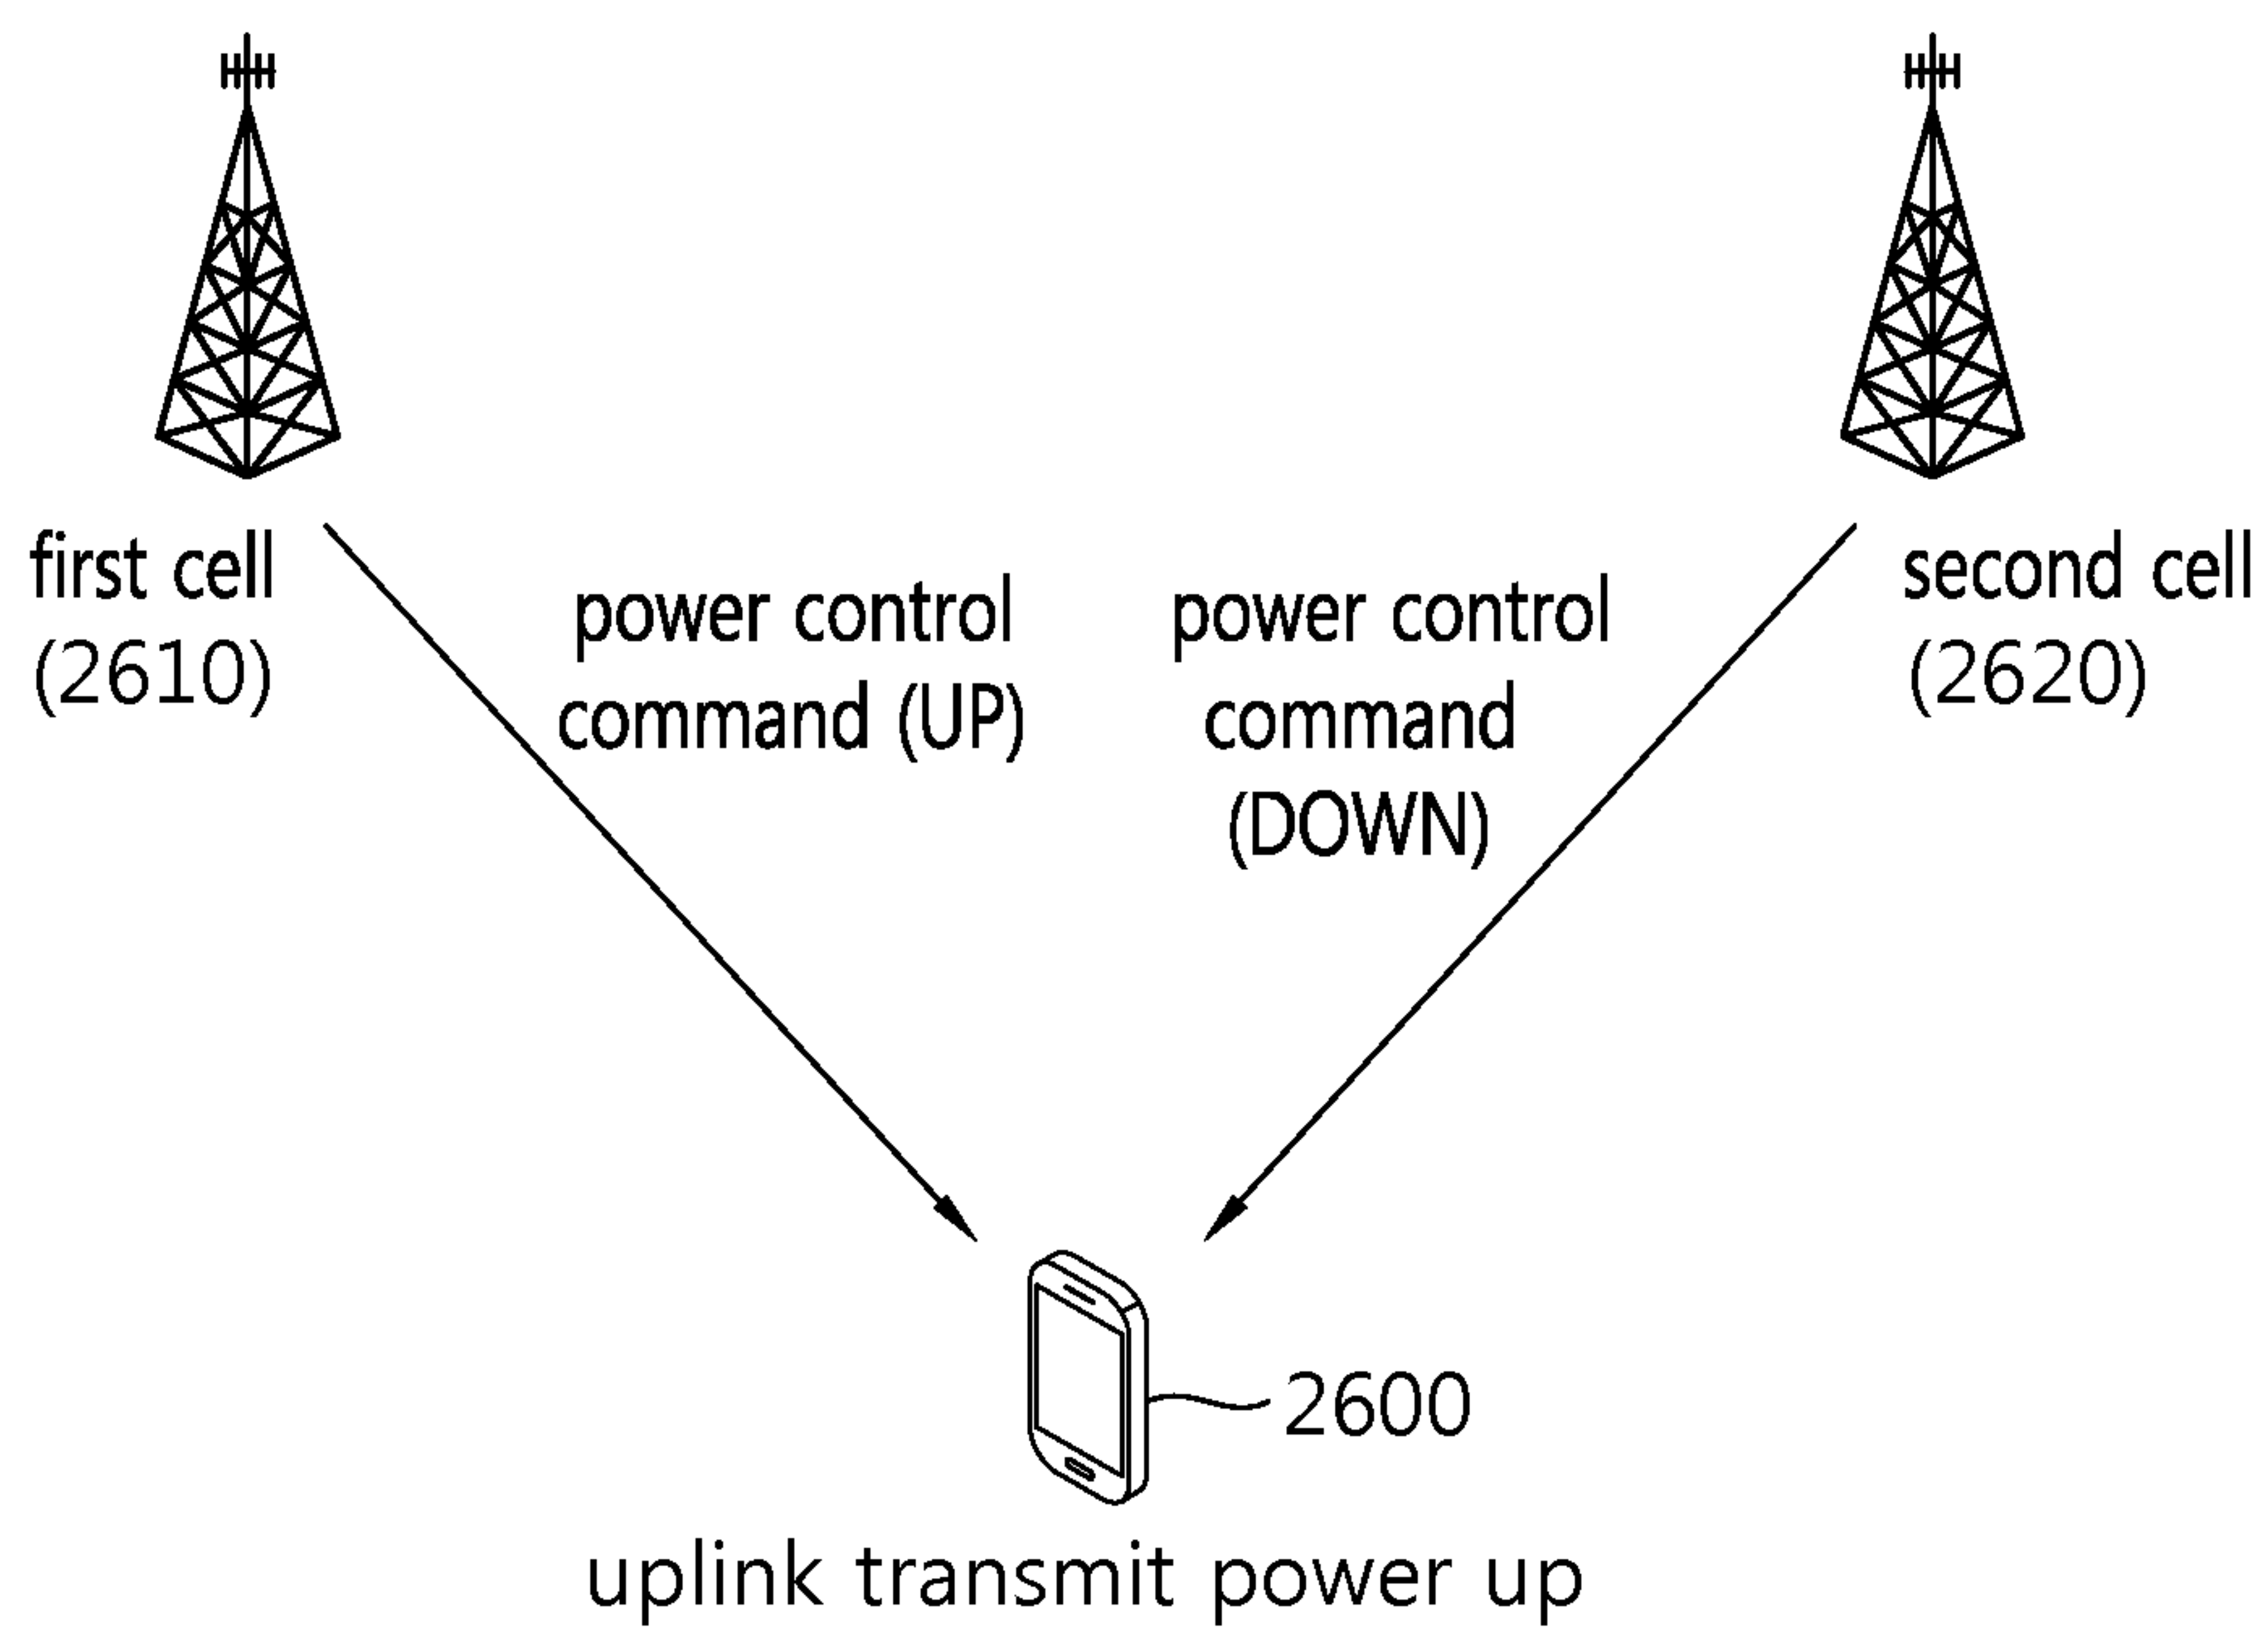 first cell
(2610)
power control
command (UP)
power control
command
(DOWN)
second cell
(2620)
2600
uplink transmit power up